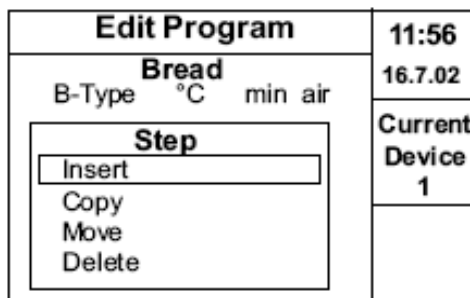 Edit Program
Bread
B-Type °C min air
Step
Insert
Copy
Move
Delete
11:56
16.7.02
Current
Device
1